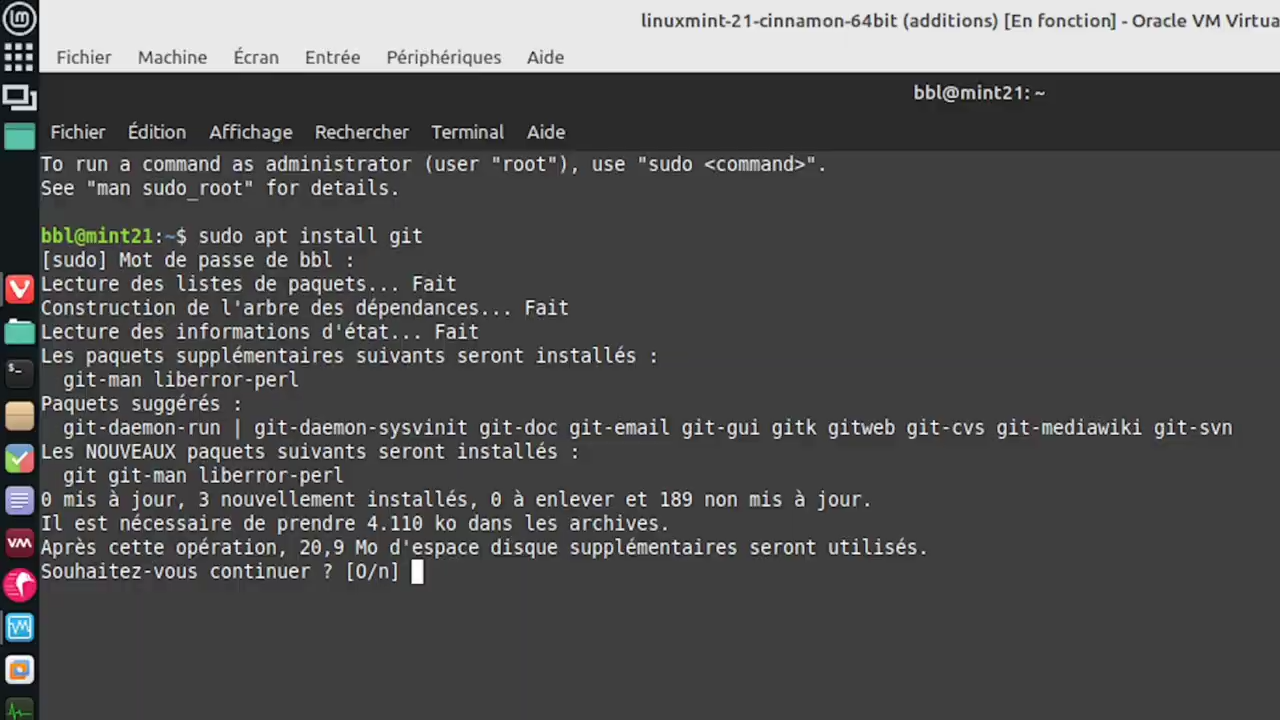 linuxmint-21-cinnamon-64bit (additions) [En fonction] - Oracle VM Virtua
Fichier Machine Écran Entrée Périphériques Aide
bbl@mint21: ~
Fichier Édition Affichage Rechercher Terminal Aide
To run a command as administrator (user "root"), use "sudo <command>".
See "man sudo_root" for details.
bbl@mint21:~$ sudo apt install git
[sudo] Mot de passe de bbl :
Lecture des listes de paquets... Fait
Construction de l'arbre des dépendances... Fait
Lecture des informations d'état... Fait
Les paquets supplémentaires suivants seront installés :
git-man liberror-perl
Paquets suggérés :
git-daemon-run | git-daemon-sysvinit git-doc git-email git-gui gitk gitweb git-cvs git-mediawiki git-svn
Les NOUVEAUX paquets suivants seront installés :
git git-man liberror-perl
0 mis à jour, 3 nouvellement installés, 0 à enlever et 189 non mis à jour.
Il est nécessaire de prendre 4.110 ko dans les archives.
Après cette opération, 20,9 Mo d'espace disque supplémentaires seront utilisés.
Souhaitez-vous continuer ? [O/n]